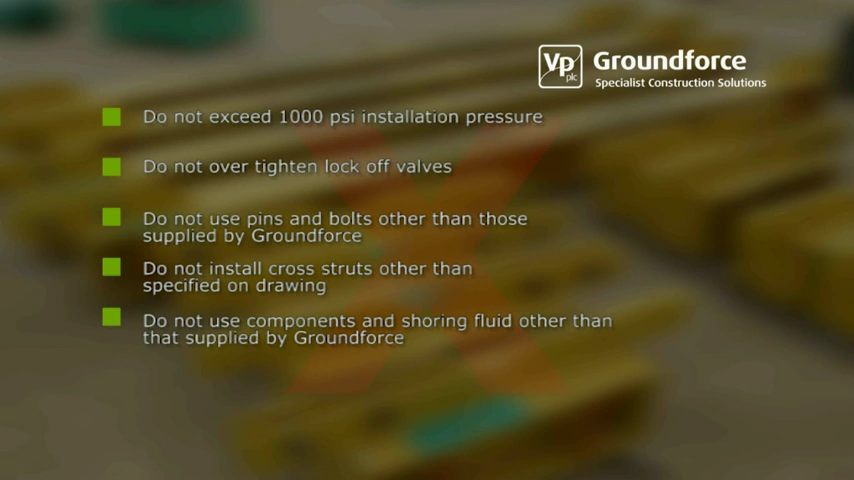 Vp plc
Groundforce
Specialist Construction Solutions
Do not exceed 1000 psi installation pressure
Do not over tighten lock off valves
Do not use pins and bolts other than those
supplied by Groundforce
Do not install cross struts other than
specified on drawing
Do not use components and shoring fluid other than
that supplied by Groundforce